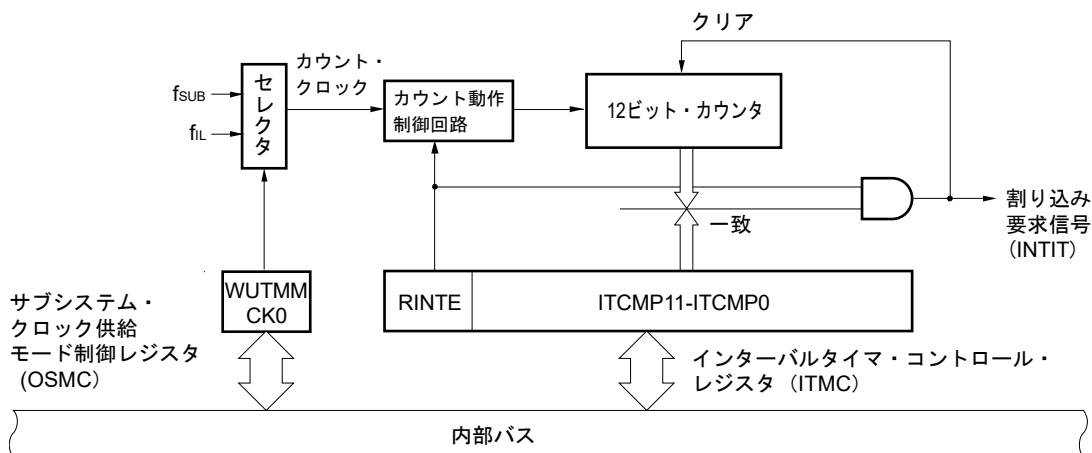 クリア
カウント・
クロック
fSUB
fIL
セレクタ
カウント動作
制御回路
12ビット・カウンタ
一致
割り込み
要求信号
(INTIT)
WUTMM
CK0
RINTE
ITCMP11-ITCMP0
サブシステム・
クロック供給
モード制御レジスタ
(OSMC)
インターバルタイマ・コントロール・
レジスタ（ITMC）
内部バス